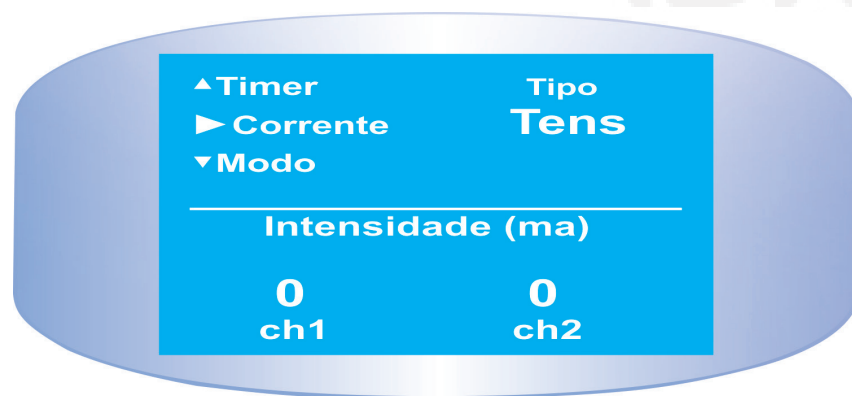 Timer
Corrente
Modo
Tipo
Tens
Intensidade (ma)
0 0
ch1 ch2